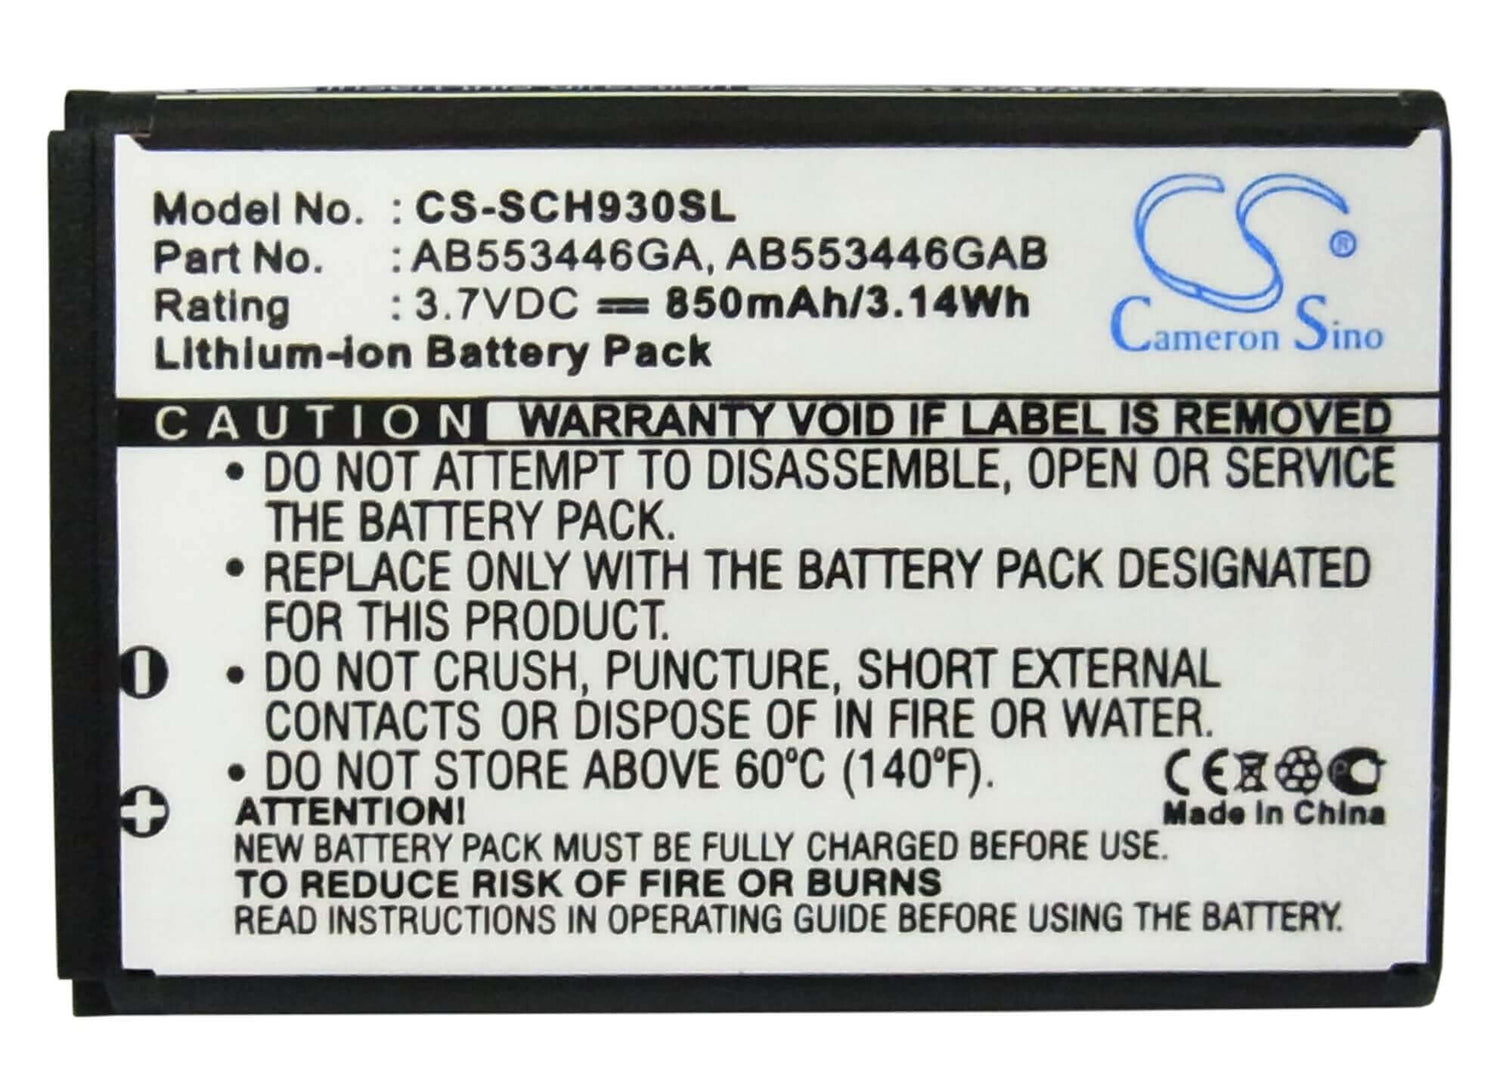 Insert this direction
Model No. : CS-SCH930SL
Part No. : AB553446GA, AB553446GAB
Rating : 3.7VDC 850mAh/3.14Wh
Lithium-ion Battery Pack
CS®
Cameron Sino
CAUTION WARRANTY VOID IF LABEL IS REMOVED
• DO NOT ATTEMPT TO DISASSEMBLE, OPEN OR SERVICE
THE BATTERY PACK.
• REPLACE ONLY WITH THE BATTERY PACK DESIGNATED
FOR THIS PRODUCT.
• DO NOT CRUSH, PUNCTURE, SHORT EXTERNAL
CONTACTS OR DISPOSE OF IN FIRE OR WATER.
• DO NOT STORE ABOVE 60°C (140°F).
CE
Made In China
ATTENTION!
NEW BATTERY PACK MUST BE FULLY CHARGED BEFORE USE.
TO REDUCE RISK OF FIRE OR BURNS
READ INSTRUCTIONS IN OPERATING GUIDE BEFORE USING THE BATTERY.